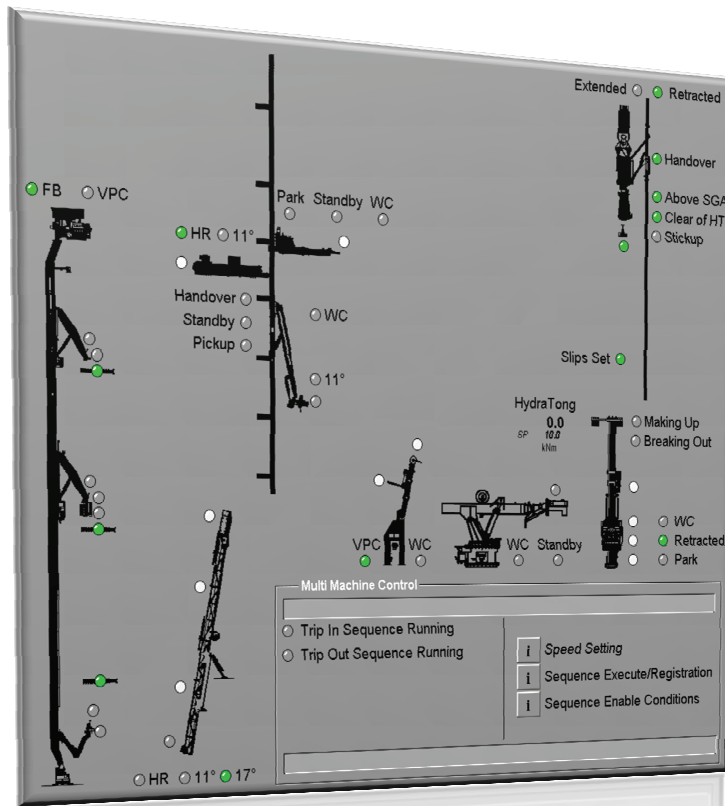 Extended Retracted
Handover
FB VPC
Above SGA
Park Standby WC
Clear of HT
HR 11°
Stickup
Handover
Standby WC
Pickup
Slips Set
11°
HydraTong
0.0
SP 10.0
kNm
Making Up
Breaking Out
VPC WC WC Standby
WC
Retracted
Park
Multi Machine Control
Trip In Sequence Running
Trip Out Sequence Running
i Speed Setting
i Sequence Execute/Registration
i Sequence Enable Conditions
HR 11° 17°